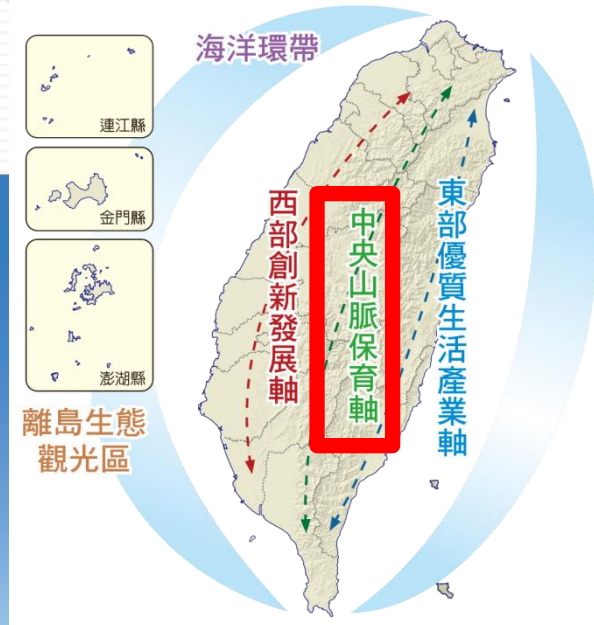 海洋環帶
連江縣
金門縣
澎湖縣
離島生態
觀光區
西部創新發展軸
中央山脈保育軸
東部優質生活產業軸